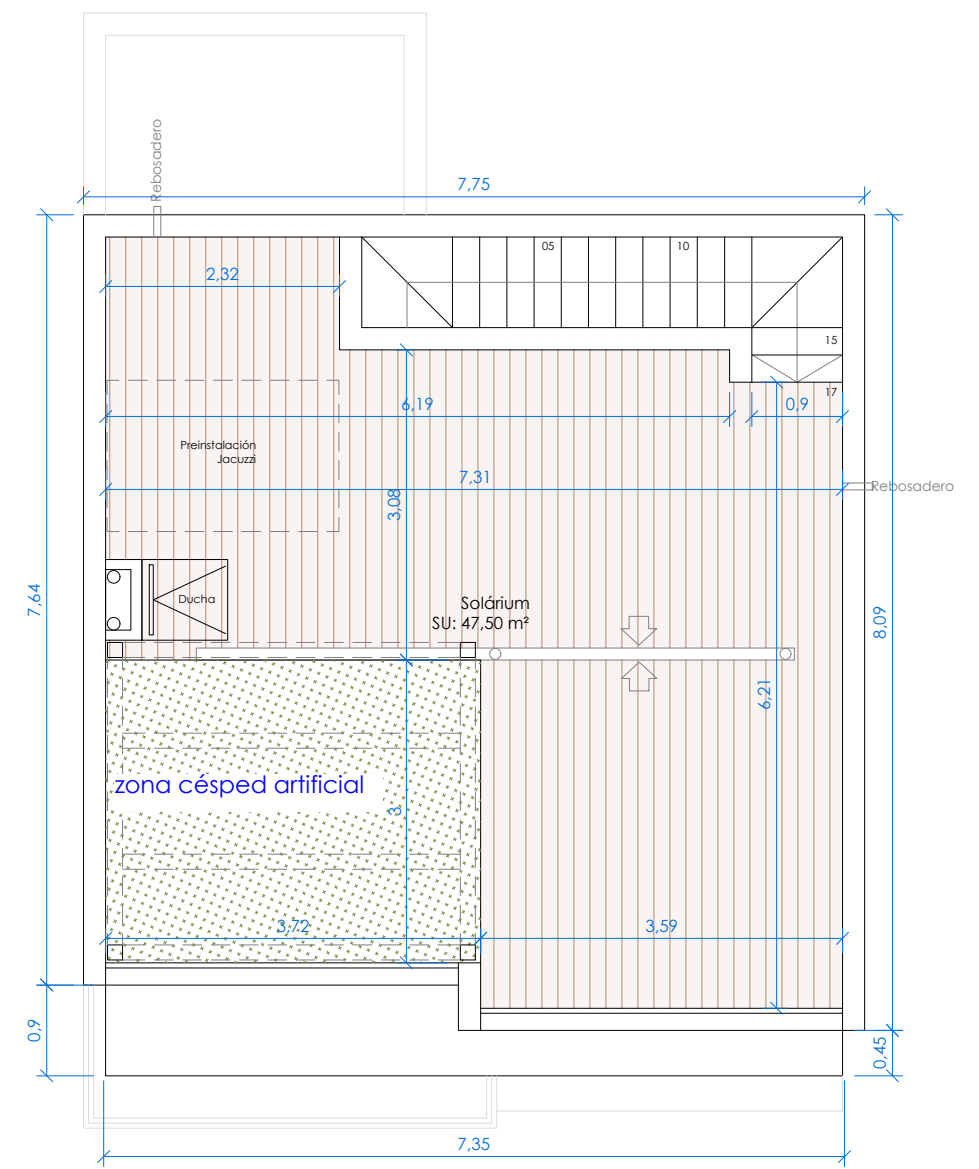 Rebosadero
7,75
05
10
2,32
15
17
6,19
0,9
Preinstalación
Jacuzzi
7,31
Rebosadero
3,08
7,64
Ducha
Solárium
SU: 47,50 m²
8,09
6,21
zona césped artificial
3
3,72
3,59
0,9
0,45
7,35